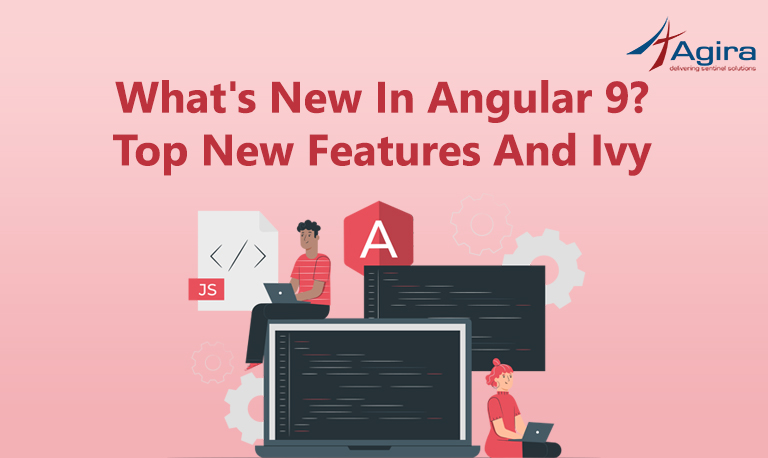 Agira
delivering sentinel solutions
What's New In Angular 9?
Top New Features And Ivy
A
</>
JS